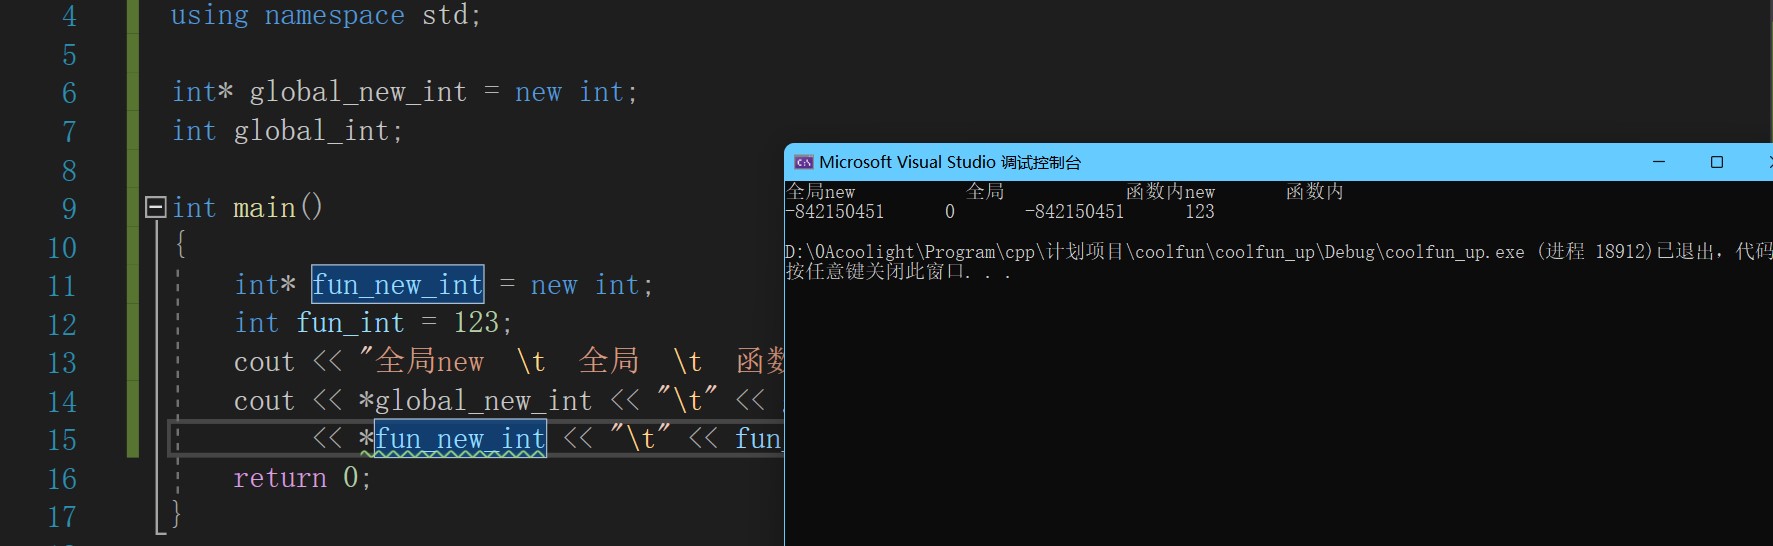 4 using namespace std;
5
6 int* global_new_int = new int;
7 int global_int;
8
9 int main()
10 {
11 int* fun_new_int = new int;
12 int fun_int = 123;
13 cout << "全局new \t 全局 \t 函数
14 cout << *global_new_int << "\t" <<
15 << *fun_new_int << "\t" << fun_
16 return 0;
17 }
Microsoft Visual Studio 调试控制台
全局new 全局 函数内new 函数内
-842150451 0 -842150451 123
D:\0Acoolight\Program\cpp\计划项目\coolfun\coolfun_up\Debug\coolfun_up.exe (进程 18912)已退出，代码
按任意键关闭此窗口. . .